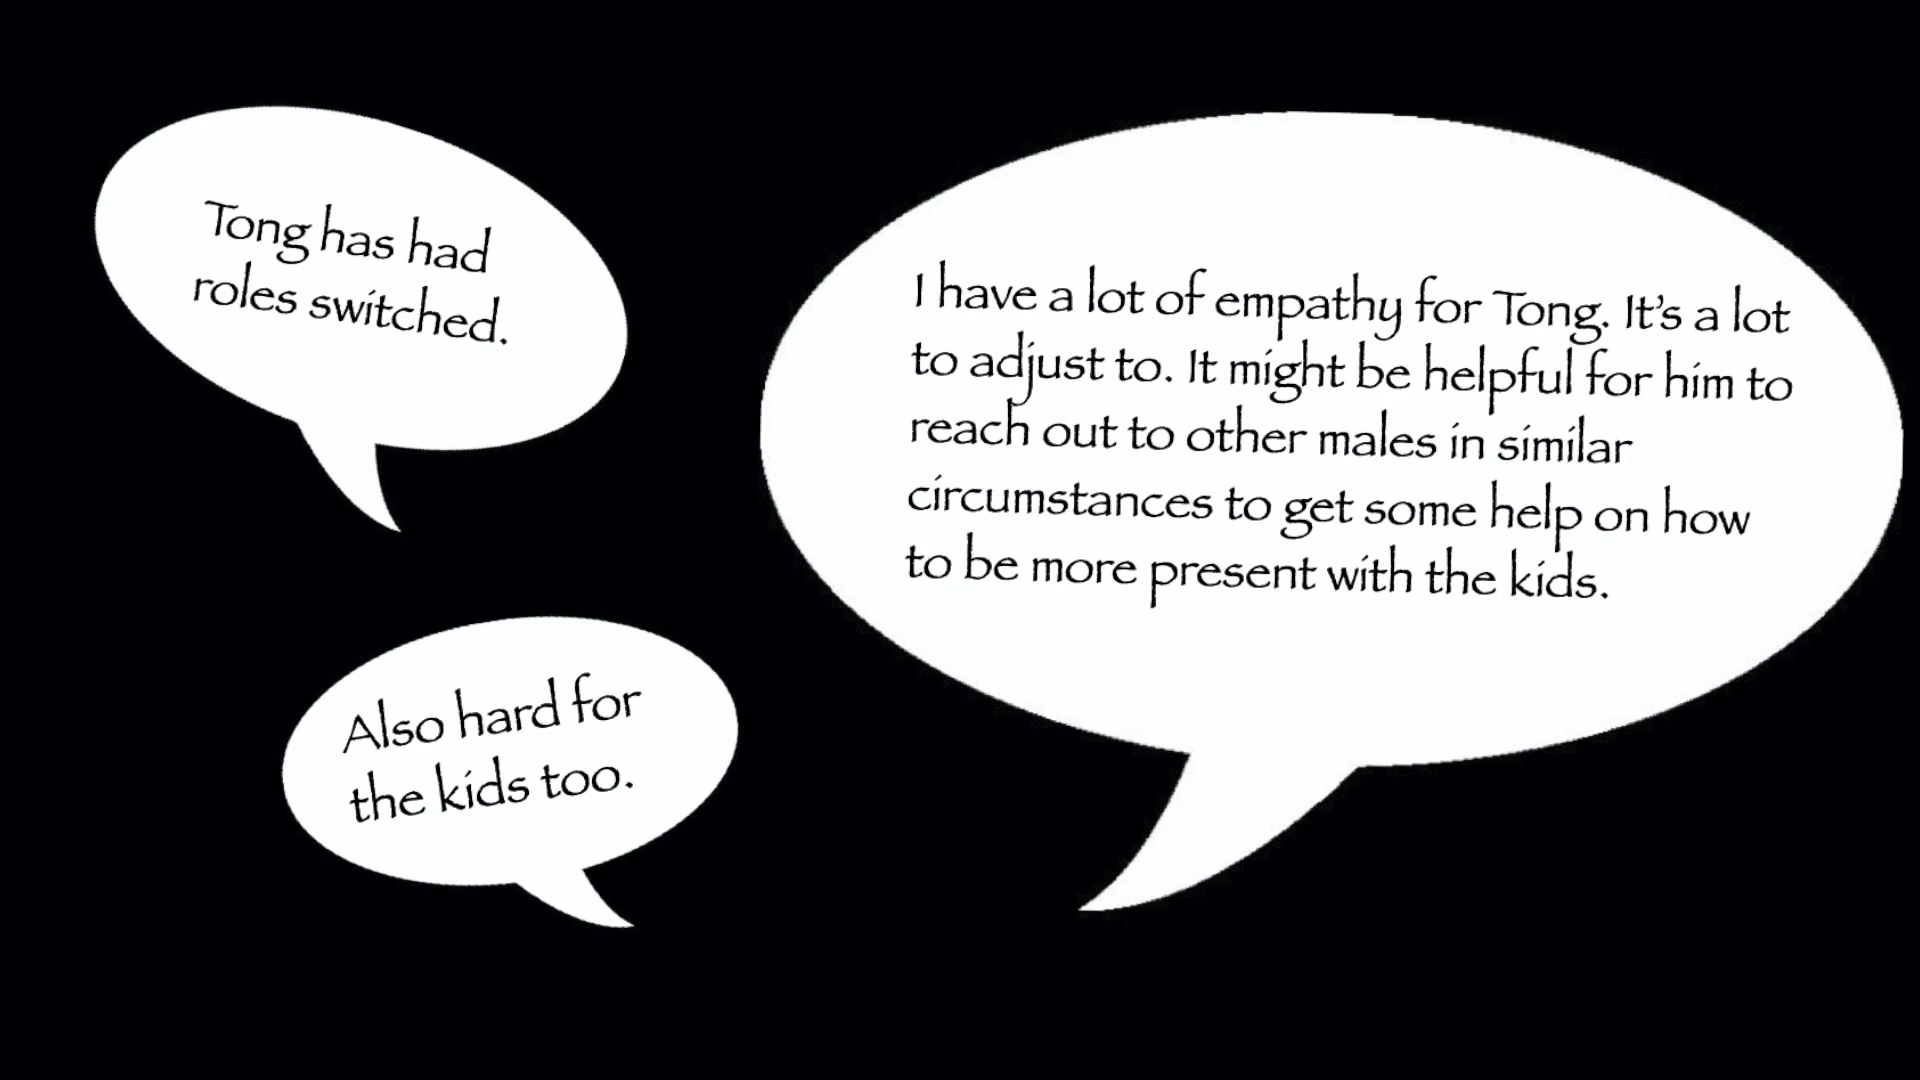 Tong has had
roles switched.
I have a lot of empathy for Tong. It's a lot
to adjust to. It might be helpful for him to
reach out to other males in similar
circumstances to get some help on how
to be more present with the kids.
Also hard for
the kids too.